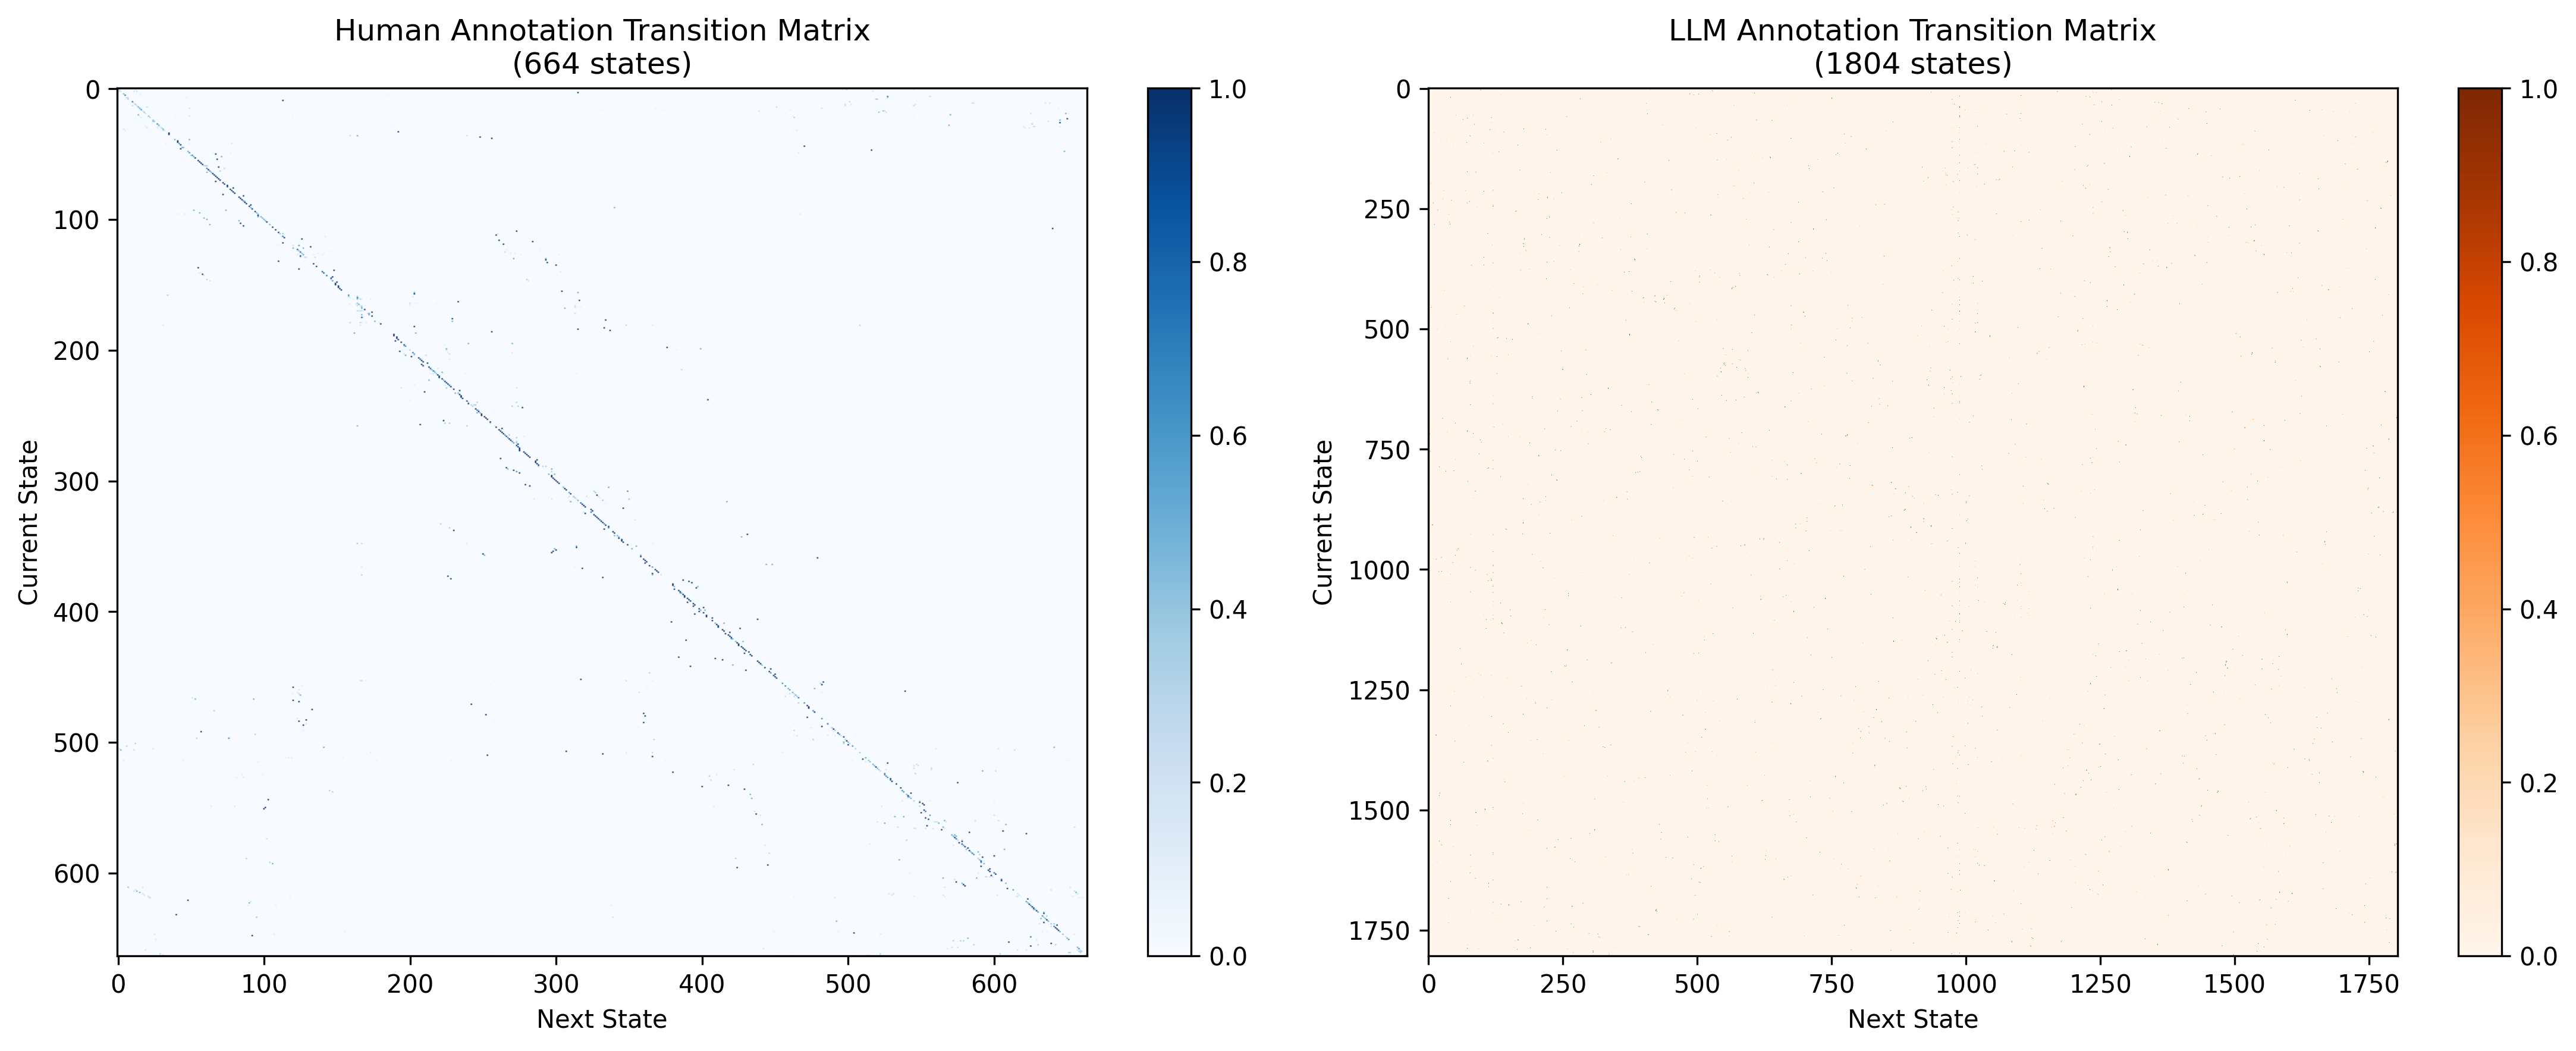 Human Annotation Transition Matrix
(664 states)
0
100
200
300
400
500
600
Current State
0 100 200 300 400 500 600
Next State
1.0
0.8
0.6
0.4
0.2
0.0
LLM Annotation Transition Matrix
(1804 states)
0
250
500
750
1000
1250
1500
1750
Current State
0 250 500 750 1000 1250 1500 1750
Next State
1.0
0.8
0.6
0.4
0.2
0.0